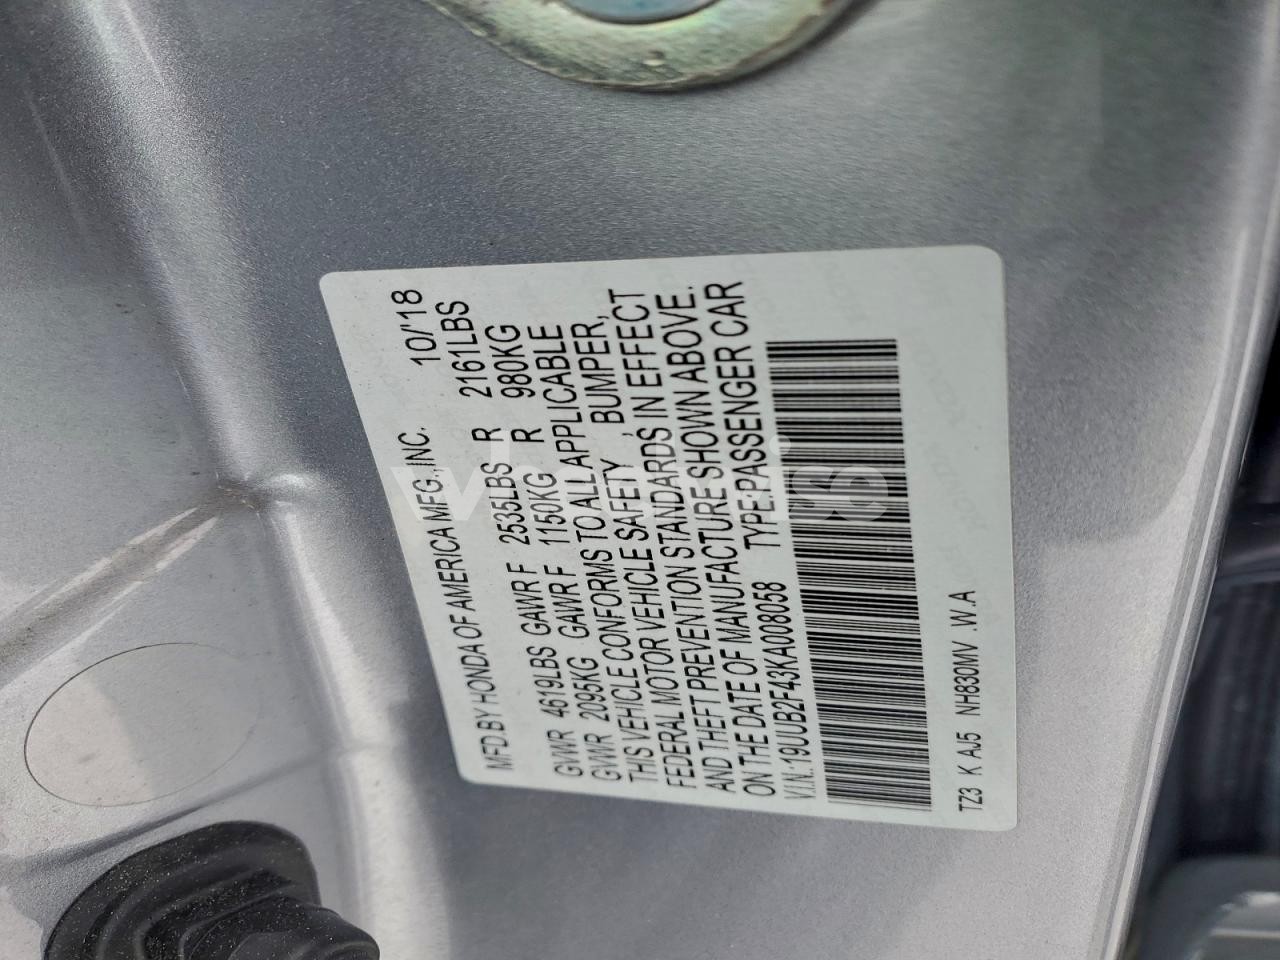 MFD.BY HONDA OF AMERICA MFG.,INC. 10/'18
GVWR 4619LBS GAWR F 2535LBS R 2161LBS
GVWR 2095KG GAWR F 1150KG R 980KG
THIS VEHICLE CONFORMS TO ALL APPLICABLE
FEDERAL MOTOR VEHICLE SAFETY, BUMPER,
AND THEFT PREVENTION STANDARDS IN EFFECT
ON THE DATE OF MANUFACTURE SHOWN ABOVE.
V.I.N.:19UUB2F43KA008058 TYPE:PASSENGER CAR
TZ3 K AJ5 NH830MV .W.A